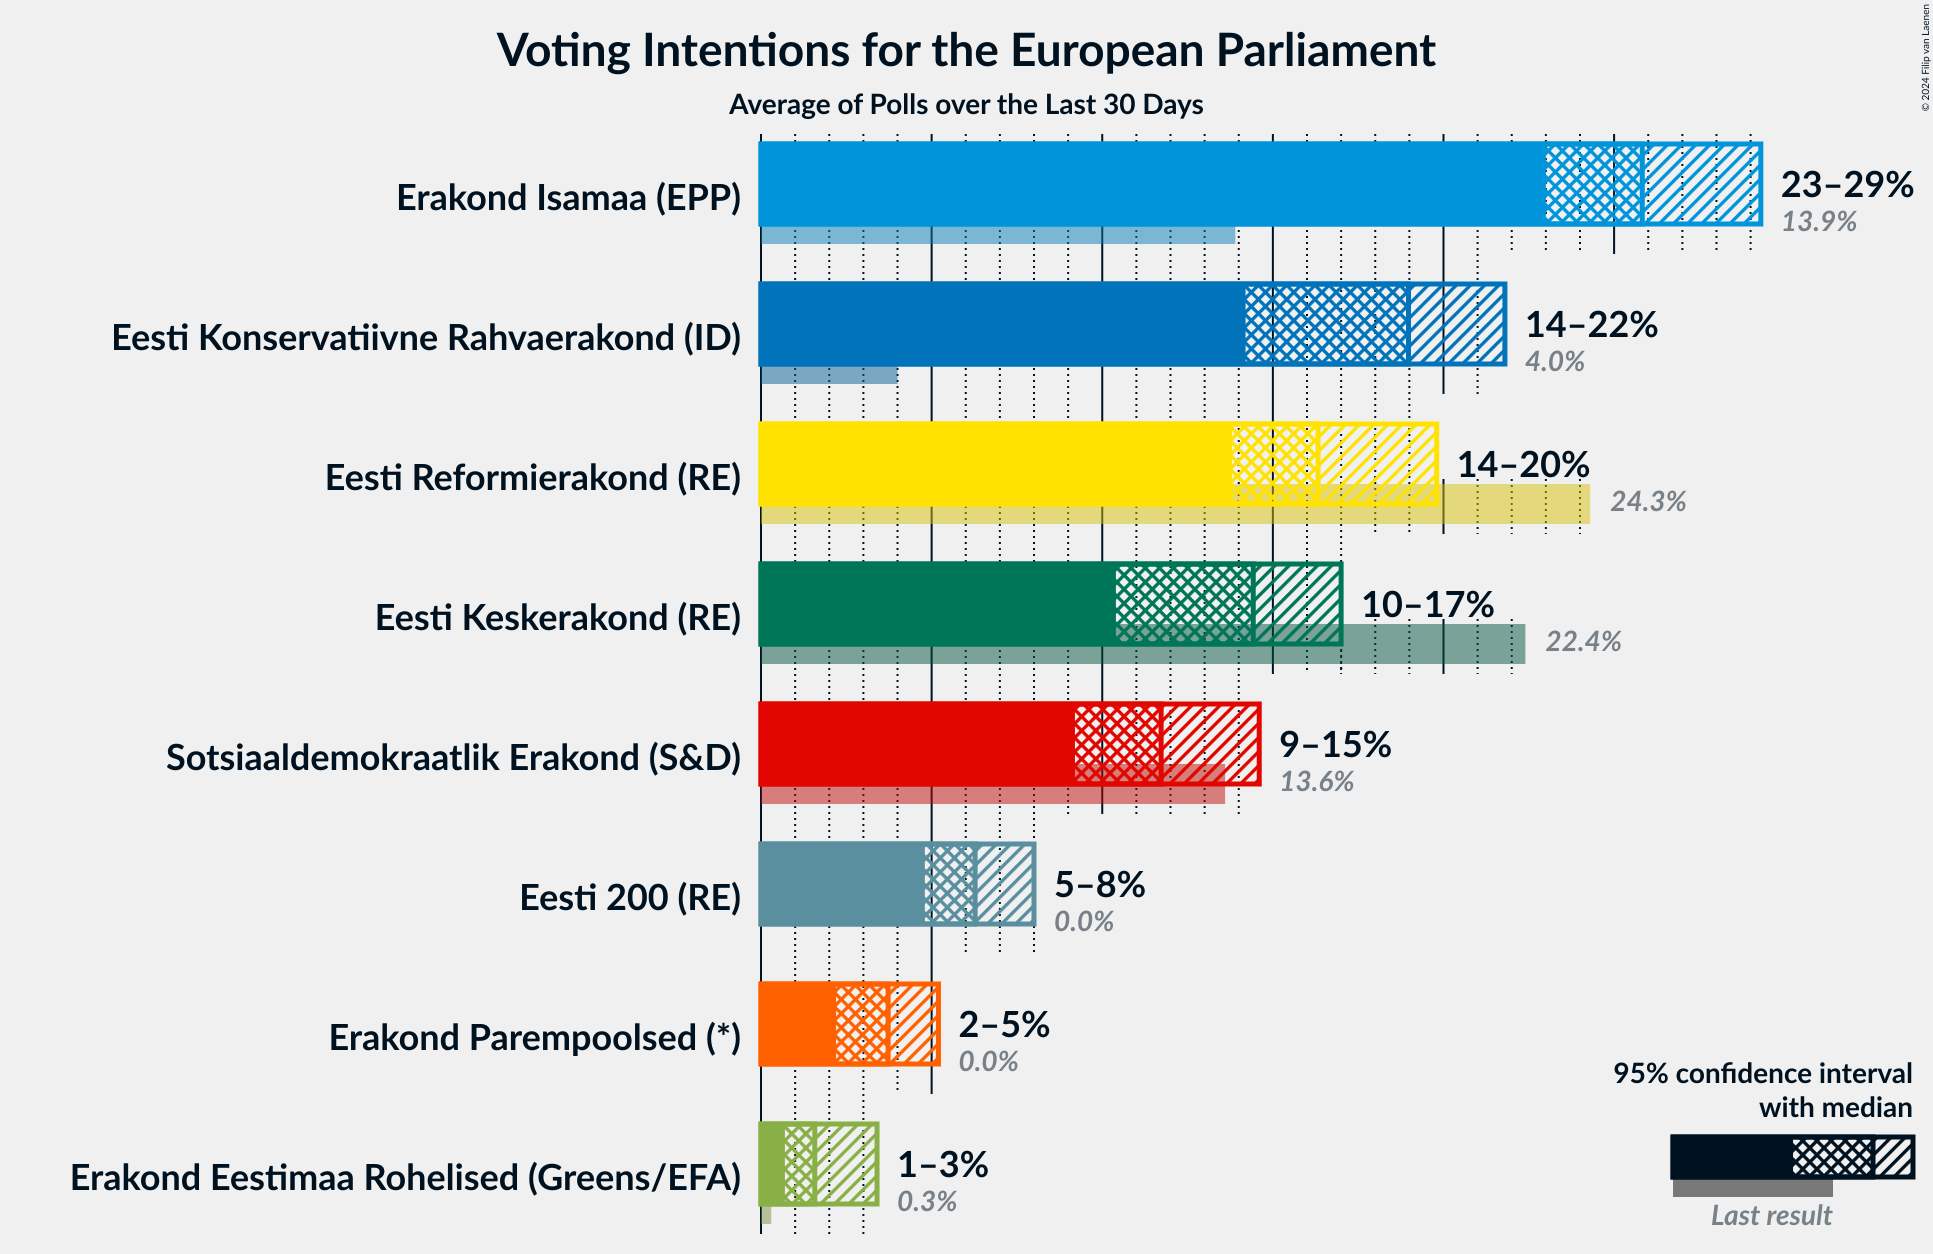 Voting Intentions for the European Parliament
Average of Polls over the Last 30 Days
© 2024 Filip van Laenen
Erakond Isamaa (EPP)
23–29%
13.9%
Eesti Konservatiivne Rahvaerakond (ID)
14–22%
4.0%
Eesti Reformierakond (RE)
14–20%
24.3%
Eesti Keskerakond (RE)
10–17%
22.4%
Sotsiaaldemokraatlik Erakond (S&D)
9–15%
13.6%
Eesti 200 (RE)
5–8%
0.0%
Erakond Parempoolsed (*)
2–5%
0.0%
Erakond Eestimaa Rohelised (Greens/EFA)
1–3%
0.3%
95% confidence interval
with median
Last result